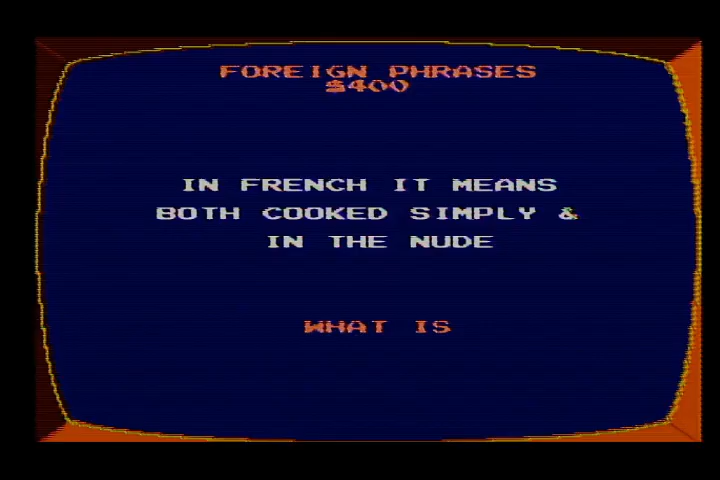 FOREIGN PHRASES
$400
IN FRENCH IT MEANS
BOTH COOKED SIMPLY &
IN THE NUDE
WHAT IS